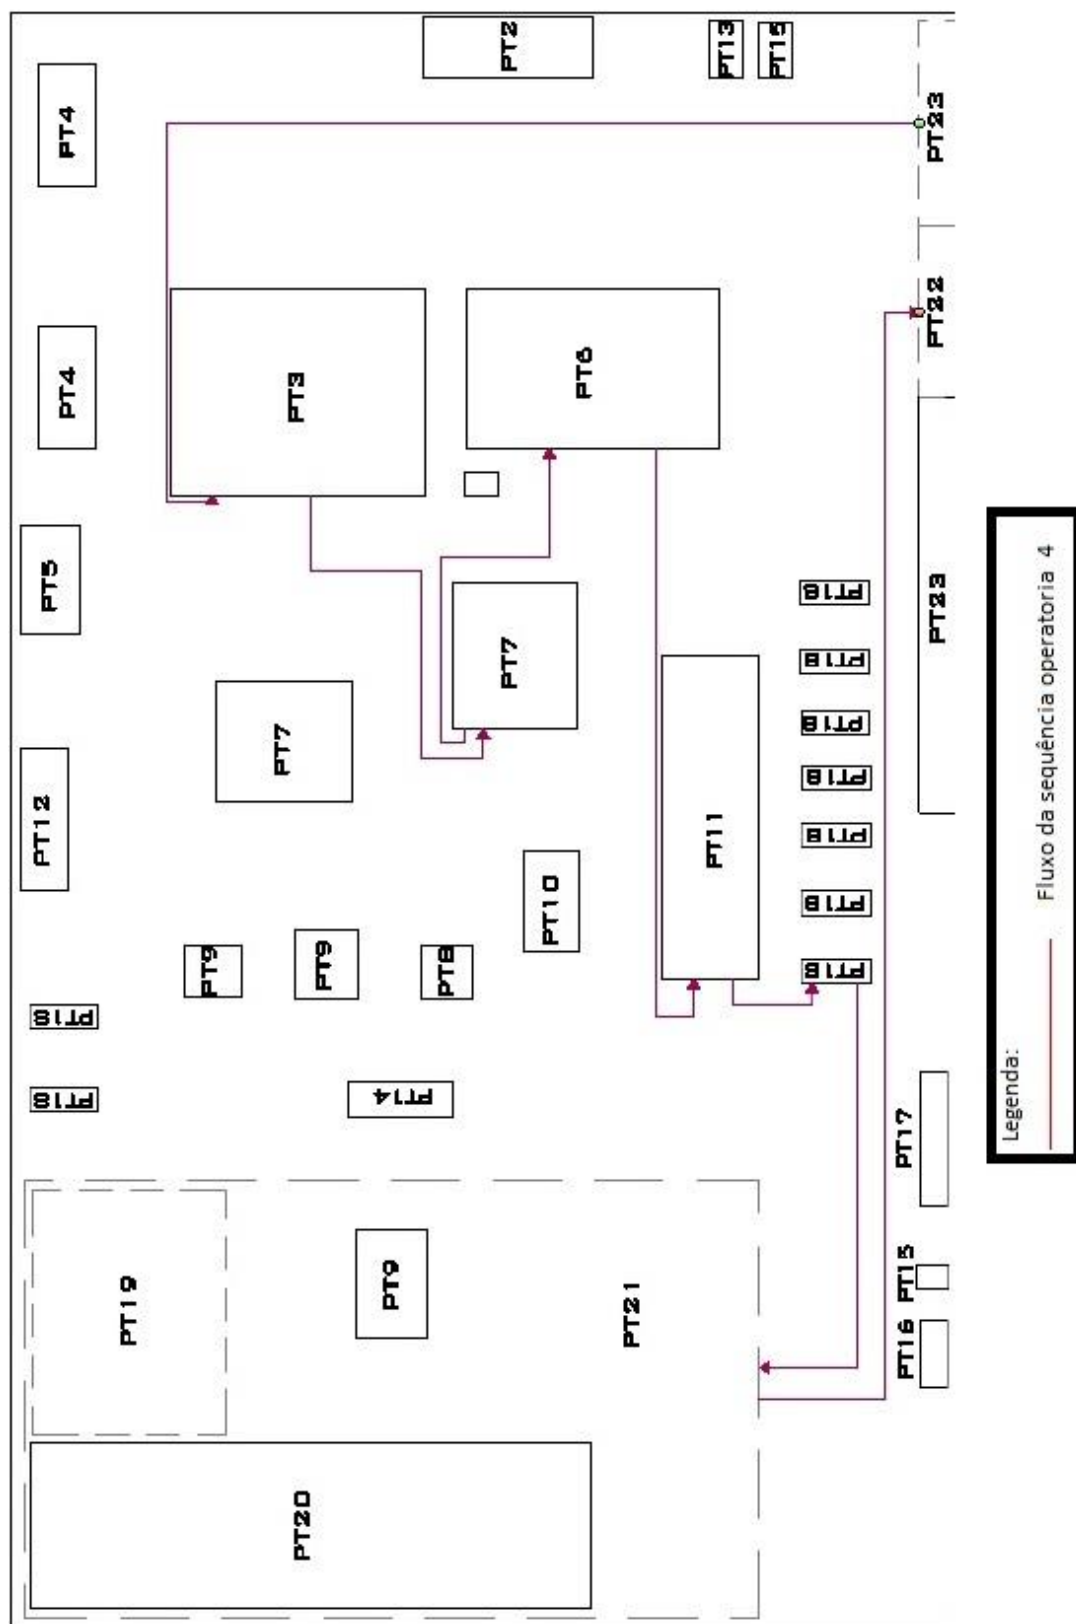 PT18
PT18
PT12
PT5
PT4
PT4
PT19
PT9
PT7
PT3
PT20
PT9
PT9
PT14
PT8
PT7
PT2
PT10
PT6
PT21
PT11
PT13
PT15
PT18
PT18
PT18
PT18
PT18
PT18
PT18
PT16
PT15
PT17
PT23
PT22
PT23
Legenda:
Fluxo da sequência operatoria 4